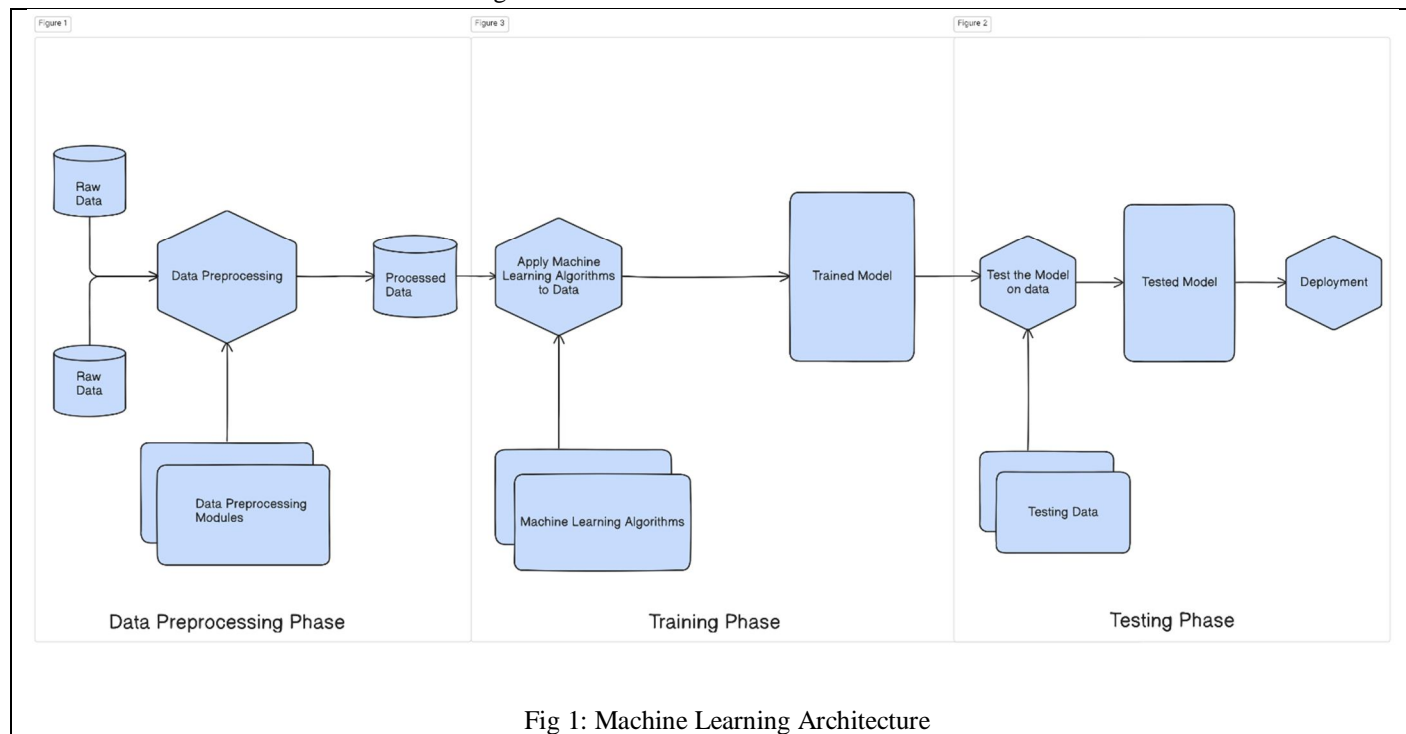 Figure 1
Figure 3
Figure 2
Raw
Data
Raw
Data
Data Preprocessing
Processed
Data
Data Preprocessing
Modules
Data Preprocessing Phase
Apply Machine
Learning Algorithms
to Data
Trained Model
Machine Learning Algorithms
Training Phase
Test the Model
on data
Tested Model
Deployment
Testing Data
Testing Phase
Fig 1: Machine Learning Architecture